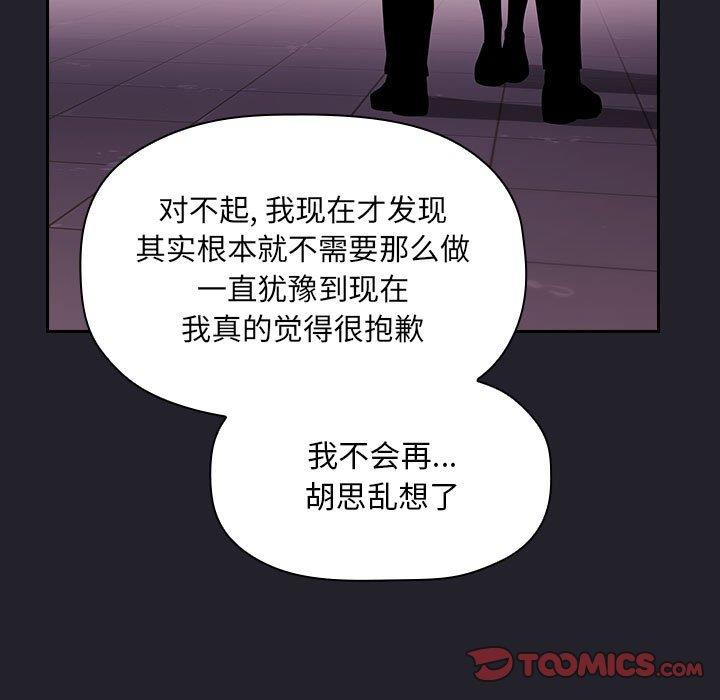 对不起, 我现在才发现
其实根本就不需要那么做
一直犹豫到现在
我真的觉得很抱歉
我不会再...
胡思乱想了
TOOMICS.COM